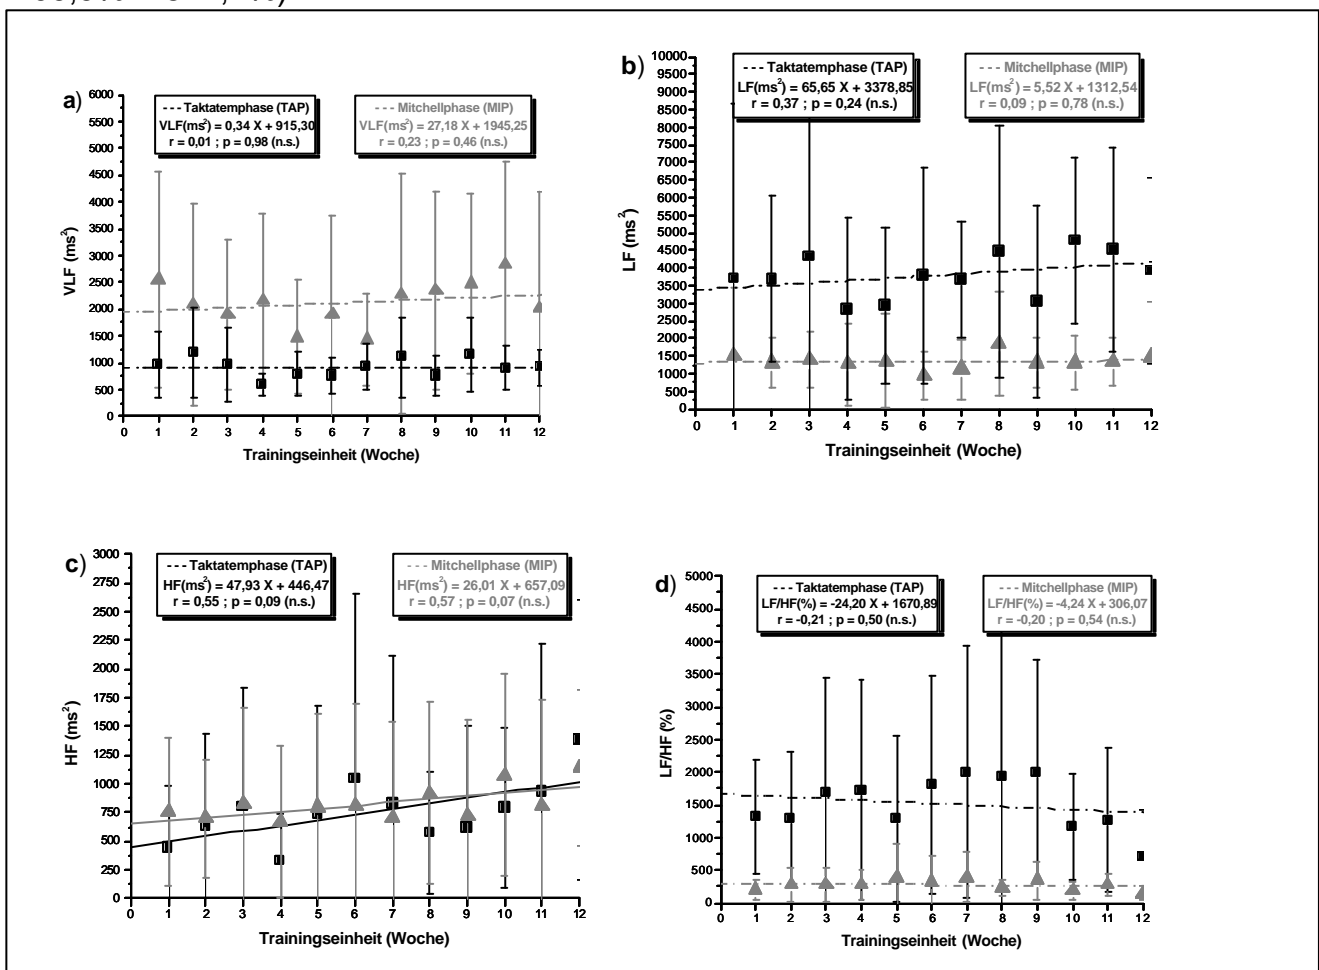 a)
--- Taktatemphase (TAP)
VLF(ms²) = 0,34 X + 915,30
r = 0,01 ; p = 0,98 (n.s.)
--- Mitchellphase (MIP)
VLF(ms²) = 27,18 X + 1945,25
r = 0,23 ; p = 0,46 (n.s.)
VLF (ms²)
6000
5500
5000
4500
4000
3500
3000
2500
2000
1500
1000
500
0
0 1 2 3 4 5 6 7 8 9 10 11 12
Trainingseinheit (Woche)
b)
--- Taktatemphase (TAP)
LF(ms²) = 65,65 X + 3378,85
r = 0,37 ; p = 0,24 (n.s.)
--- Mitchellphase (MIP)
LF(ms²) = 5,52 X + 1312,54
r = 0,09 ; p = 0,78 (n.s.)
LF (ms²)
10000
9500
9000
8500
8000
7500
7000
6500
6000
5500
5000
4500
4000
3500
3000
2500
2000
1500
1000
500
0
0 1 2 3 4 5 6 7 8 9 10 11 12
Trainingseinheit (Woche)
c)
--- Taktatemphase (TAP)
HF(ms²) = 47,93 X + 446,47
r = 0,55 ; p = 0,09 (n.s.)
--- Mitchellphase (MIP)
HF(ms²) = 26,01 X + 657,09
r = 0,57 ; p = 0,07 (n.s.)
HF (ms²)
3000
2750
2500
2250
2000
1750
1500
1250
1000
750
500
250
0
0 1 2 3 4 5 6 7 8 9 10 11 12
Trainingseinheit (Woche)
d)
--- Taktatemphase (TAP)
LF/HF(%) = -24,20 X + 1670,89
r = -0,21 ; p = 0,50 (n.s.)
--- Mitchellphase (MIP)
LF/HF(%) = -4,24 X + 306,07
r = -0,20 ; p = 0,54 (n.s.)
LF/HF (%)
5000
4500
4000
3500
3000
2500
2000
1500
1000
500
0
0 1 2 3 4 5 6 7 8 9 10 11 12
Trainingseinheit (Woche)